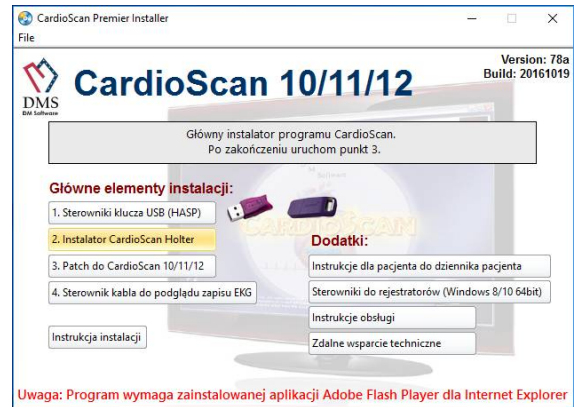 CardioScan Premier Installer
File
Version: 78a
Build: 20161019
DMS
DM Software
CardioScan 10/11/12
Główny instalator programu CardioScan.
Po zakończeniu uruchom punkt 3.
Główne elementy instalacji:
1. Sterowniki klucza USB (HASP)
2. Instalator CardioScan Holter
3. Patch do CardioScan 10/11/12
4. Sterownik kabla do podglądu zapisu EKG
Instrukcja instalacji
CARDIOSCAN
Dodatki:
Instrukcje dla pacjenta do dziennika pacjenta
Sterowniki do rejestratorów (Windows 8/10 64bit)
Instrukcje obsługi
Zdalne wsparcie techniczne
Uwaga: Program wymaga zainstalowanej aplikacji Adobe Flash Player dla Internet Explorer